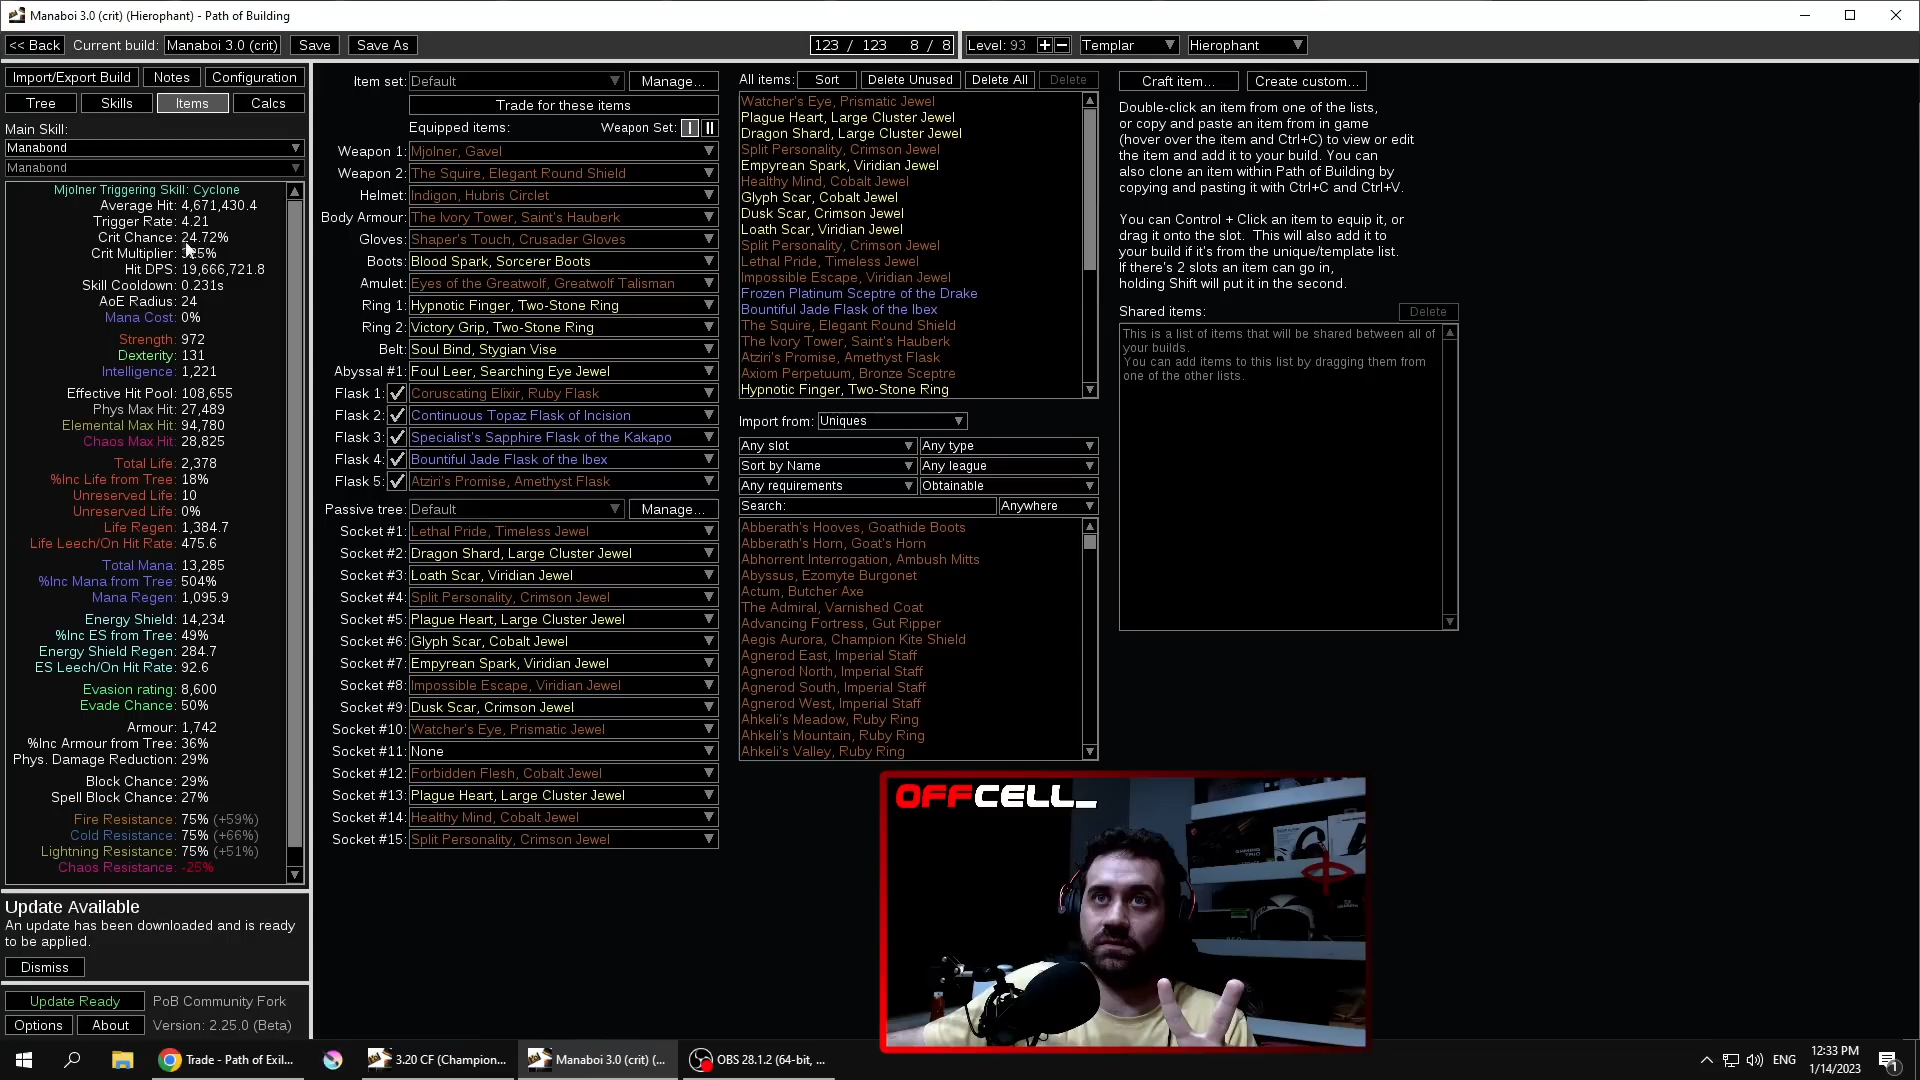 Manaboi 3.0 (crit) (Hierophant) - Path of Building
<< Back Current build: Manaboi 3.0 (crit) Save Save As 123 / 123 8 / 8 Level: 93 + - Templar Hierophant
Import/Export Build Notes Configuration
Tree Skills Items Calcs
Main Skill:
Manabond
Manabond
Mjolner Triggering Skill: Cyclone
Average Hit: 4,671,430.4
Trigger Rate: 4.21
Crit Chance: 24.72%
Crit Multiplier:
Hit DPS: 19,666,721.8
Skill Cooldown: 0.231s
AoE Radius: 24
Mana Cost: 0%
Strength: 972
Dexterity: 131
Intelligence: 1,221
Effective Hit Pool: 108,655
Phys Max Hit: 27,489
Elemental Max Hit: 94,780
Chaos Max Hit: 28,825
Total Life: 2,378
%Inc Life from Tree: 18%
Unreserved Life: 10
Unreserved Life: 0%
Life Regen: 1,384.7
Life Leech/On Hit Rate: 475.6
Total Mana: 13,285
%Inc Mana from Tree: 504%
Mana Regen: 1,095.9
Energy Shield: 14,234
%Inc ES from Tree: 49%
Energy Shield Regen: 284.7
ES Leech/On Hit Rate: 92.6
Evasion rating: 8,600
Evade Chance: 50%
Armour: 1,742
%Inc Armour from Tree: 36%
Phys. Damage Reduction: 29%
Block Chance: 29%
Spell Block Chance: 27%
Fire Resistance: 75% (+59%)
Cold Resistance: 75% (+66%)
Lightning Resistance: 75% (+51%)
Chaos Resistance: -25%
Update Available
An update has been downloaded and is ready
to be applied.
Dismiss
Update Ready PoB Community Fork
Options About Version: 2.25.0 (Beta)
Item set: Default Manage...
Trade for these items
Equipped items: Weapon Set: I II
Weapon 1: Mjolner, Gavel
Weapon 2: The Squire, Elegant Round Shield
Helmet: Indigon, Hubris Circlet
Body Armour: The Ivory Tower, Saint's Hauberk
Gloves: Shaper's Touch, Crusader Gloves
Boots: Blood Spark, Sorcerer Boots
Amulet: Eyes of the Greatwolf, Greatwolf Talisman
Ring 1: Hypnotic Finger, Two-Stone Ring
Ring 2: Victory Grip, Two-Stone Ring
Belt: Soul Bind, Stygian Vise
Abyssal #1: Foul Leer, Searching Eye Jewel
Flask 1: Coruscating Elixir, Ruby Flask
Flask 2: Continuous Topaz Flask of Incision
Flask 3: Specialist's Sapphire Flask of the Kakapo
Flask 4: Bountiful Jade Flask of the Ibex
Flask 5: Atziri's Promise, Amethyst Flask
Passive tree: Default Manage...
Socket #1: Lethal Pride, Timeless Jewel
Socket #2: Dragon Shard, Large Cluster Jewel
Socket #3: Loath Scar, Viridian Jewel
Socket #4: Split Personality, Crimson Jewel
Socket #5: Plague Heart, Large Cluster Jewel
Socket #6: Glyph Scar, Cobalt Jewel
Socket #7: Empyrean Spark, Viridian Jewel
Socket #8: Impossible Escape, Viridian Jewel
Socket #9: Dusk Scar, Crimson Jewel
Socket #10: Watcher's Eye, Prismatic Jewel
Socket #11: None
Socket #12: Forbidden Flesh, Cobalt Jewel
Socket #13: Plague Heart, Large Cluster Jewel
Socket #14: Healthy Mind, Cobalt Jewel
Socket #15: Split Personality, Crimson Jewel
All items: Sort Delete Unused Delete All Delete
Watcher's Eye, Prismatic Jewel
Plague Heart, Large Cluster Jewel
Dragon Shard, Large Cluster Jewel
Split Personality, Crimson Jewel
Empyrean Spark, Viridian Jewel
Healthy Mind, Cobalt Jewel
Glyph Scar, Cobalt Jewel
Dusk Scar, Crimson Jewel
Loath Scar, Viridian Jewel
Split Personality, Crimson Jewel
Lethal Pride, Timeless Jewel
Impossible Escape, Viridian Jewel
Frozen Platinum Sceptre of the Drake
Bountiful Jade Flask of the Ibex
The Squire, Elegant Round Shield
The Ivory Tower, Saint's Hauberk
Atziri's Promise, Amethyst Flask
Axiom Perpetuum, Bronze Sceptre
Hypnotic Finger, Two-Stone Ring
Import from: Uniques
Any slot Any type
Sort by Name Any league
Any requirements Obtainable
Search: Anywhere
Abberath's Hooves, Goathide Boots
Abberath's Horn, Goat's Horn
Abhorrent Interrogation, Ambush Mitts
Abyssus, Ezomyte Burgonet
Actum, Butcher Axe
The Admiral, Varnished Coat
Advancing Fortress, Gut Ripper
Aegis Aurora, Champion Kite Shield
Agnerod East, Imperial Staff
Agnerod North, Imperial Staff
Agnerod South, Imperial Staff
Agnerod West, Imperial Staff
Ahkeli's Meadow, Ruby Ring
Ahkeli's Mountain, Ruby Ring
Ahkeli's Valley, Ruby Ring
Craft item... Create custom...
Double-click an item from one of the lists,
or copy and paste an item from in game
(hover over the item and Ctrl+C) to view or edit
the item and add it to your build. You can
also clone an item within Path of Building by
copying and pasting it with Ctrl+C and Ctrl+V.
You can Control + Click an item to equip it, or
drag it onto the slot. This will also add it to
your build if it's from the unique/template list.
If there's 2 slots an item can go in,
holding Shift will put it in the second.
Shared items: Delete
This is a list of items that will be shared between all of
your builds.
You can add items to this list by dragging them from
one of the other lists.
OFFCELL_
Trade - Path of Exil... 3.20 CF (Champion... Manaboi 3.0 (crit) (... OBS 28.1.2 (64-bit, ... ENG 12:33 PM
1/14/2023 1